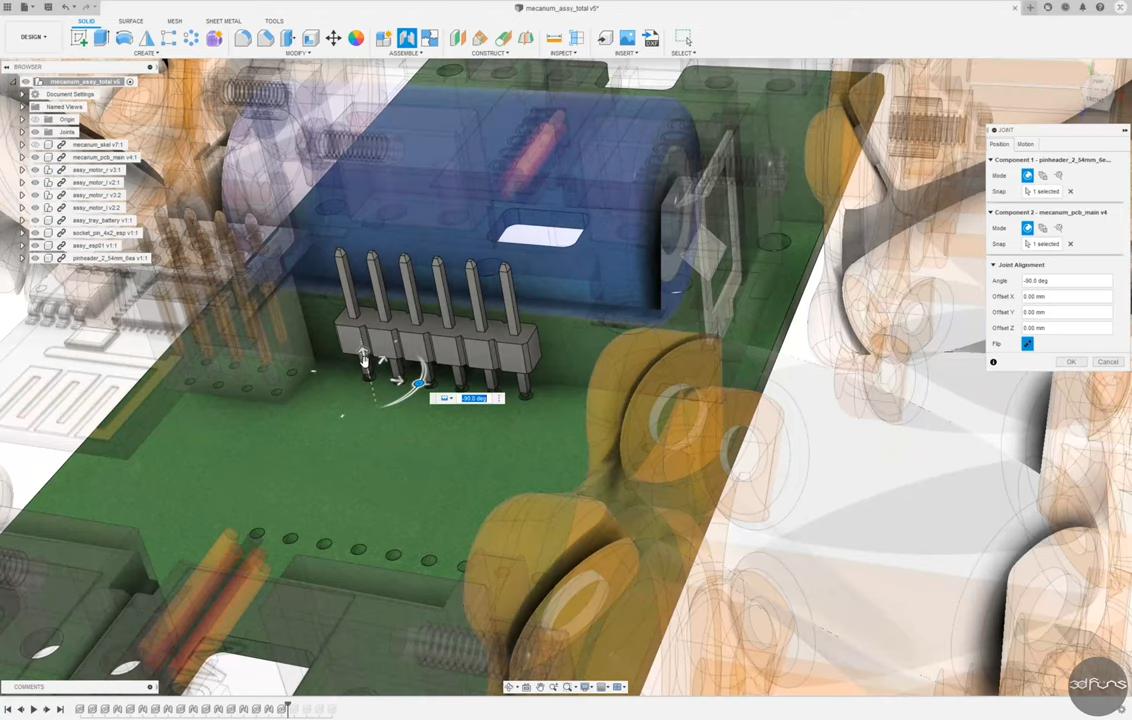 mecanum_assy_total v5*
SOLID
SURFACE
MESH
SHEET METAL
TOOLS
DESIGN
CREATE
MODIFY
ASSEMBLE
CONSTRUCT
INSPECT
INSERT
SELECT
DXF
BROWSER
mecanum_assy_total v5
Document Settings
Named Views
Origin
Joints
mecanum_skel v7:1
mecanum_pcb_main v4:1
assy_motor_r v3:1
assy_motor_l v2:1
assy_motor_r v3:2
assy_motor_l v2:2
assy_tray_battery v1:1
socket_pin_4x2_esp v1:1
assy_esp01 v1:1
pinheader_2_54mm_6ea v1:1
JOINT
Position
Motion
Component 1 - pinheader_2_54mm_6e...
Mode
Snap
1 selected
Component 2 - mecanum_pcb_main v4
Mode
Snap
1 selected
Joint Alignment
Angle
-90.0 deg
Offset X
0.00 mm
Offset Y
0.00 mm
Offset Z
0.00 mm
Flip
OK
Cancel
-90.0 deg
COMMENTS
3dfuns